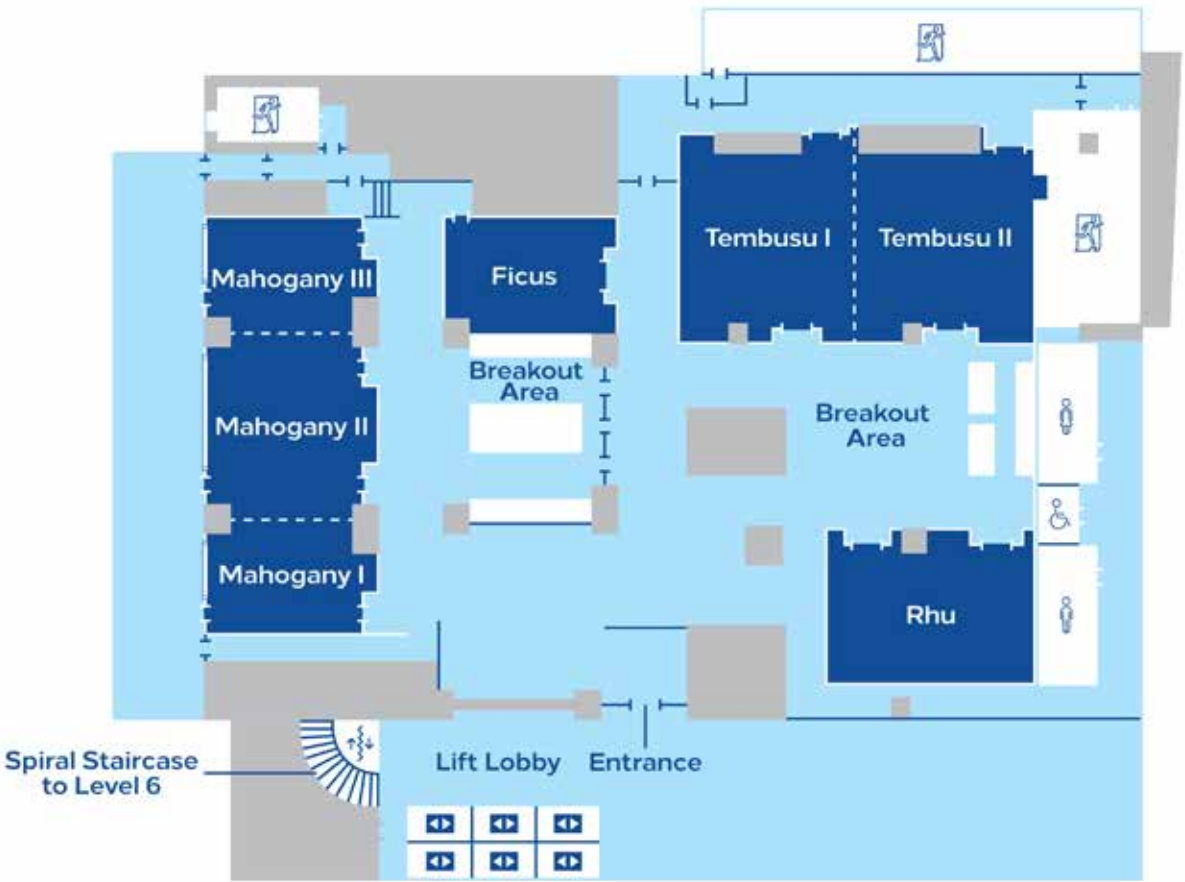 Tembusu I
Tembusu II
Mahogany III
Ficus
Breakout
Area
Mahogany II
Breakout
Area
Mahogany I
Rhu
Spiral Staircase
to Level 6
Lift Lobby
Entrance